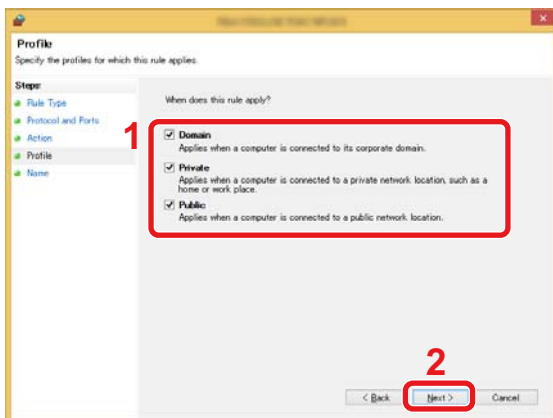 Profile
Specify the profiles for which this rule applies.
Steps:
Rule Type
Protocol and Ports
Action
Profile
Name
When does this rule apply?
1
Domain
Applies when a computer is connected to its corporate domain.
Private
Applies when a computer is connected to a private network location, such as a
home or work place.
Public
Applies when a computer is connected to a public network location.
2
< Back
Next >
Cancel